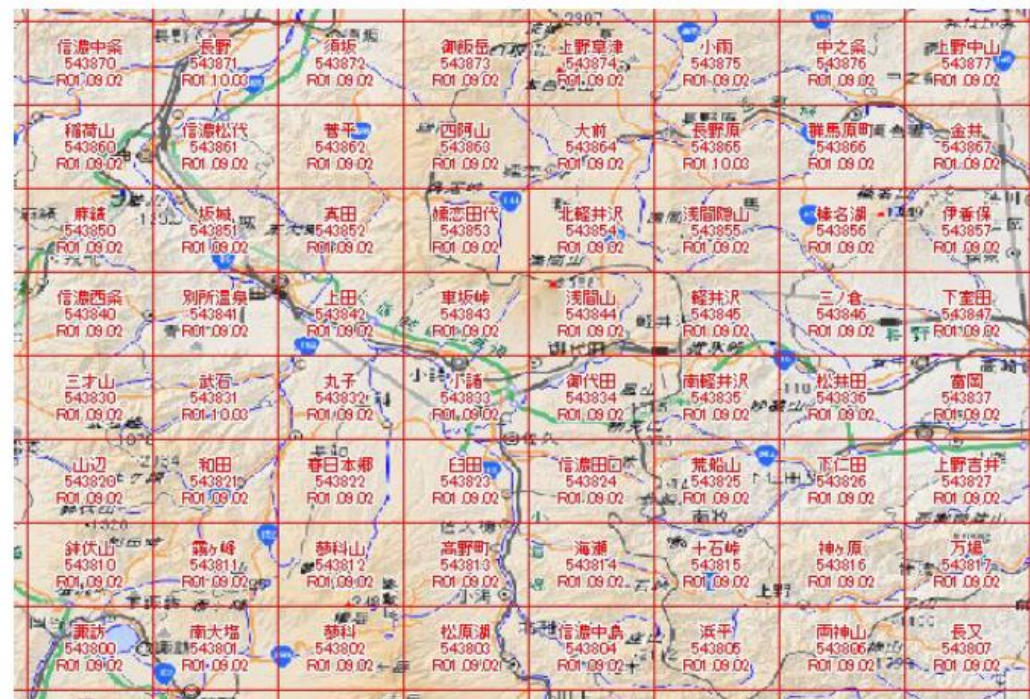 信濃中条
543870
R01.09.02
長野
543871
R01.10.03
須坂
543872
R01.09.02
御飯岳
543873
R01.09.02
上野草津
543874
R01.09.02
小雨
543875
R01.09.02
中之条
543876
R01.09.02
上野中山
543877
R01.09.02
稲荷山
543860
R01.09.02
信濃松代
543861
R01.09.02
菅平
543862
R01.09.02
四阿山
543863
R01.09.02
大前
543864
R01.09.02
長野原
543865
R01.10.03
群馬原町
543866
R01.09.02
金井
543867
R01.09.02
麻績
543850
R01.09.02
坂城
543851
R01.09.02
真田
543852
R01.09.02
嬬恋田代
543853
R01.09.02
北軽井沢
543854
R01.09.02
浅間隠山
543855
R01.09.02
榛名湖
543856
R01.09.02
伊香保
543857
R01.09.02
信濃西条
543840
R01.09.02
別所温泉
543841
R01.09.02
上田
543842
R01.09.02
車坂峠
543843
R01.09.02
浅間山
543844
R01.09.02
軽井沢
543845
R01.09.02
三ノ倉
543846
R01.09.02
下室田
543847
R01.09.02
御代田
小諸
三才山
543830
R01.09.02
武石
543831
R01.10.03
丸子
543832
R01.09.02
小諸
543833
R01.09.02
御代田
543834
R01.09.02
南軽井沢
543835
R01.09.02
松井田
543836
R01.09.02
富岡
543837
R01.09.02
山辺
543820
R01.09.02
和田
543821
R01.09.02
春日本郷
543822
R01.09.02
臼田
543823
R01.09.02
信濃田口
543824
R01.09.02
荒船山
543825
R01.09.02
下仁田
543826
R01.09.02
上野吉井
543827
R01.09.02
南牧
鉢伏山
543810
R01.09.02
霧ヶ峰
543811
R01.09.02
蓼科山
543812
R01.09.02
高野町
543813
R01.09.02
海瀬
543814
R01.09.02
十石峠
543815
R01.09.02
神ヶ原
543816
R01.09.02
万場
543817
R01.09.02
上野
小海
諏訪
543800
R01.09.02
南大塩
543801
R01.09.02
蓼科
543802
R01.09.02
松原湖
543803
R01.09.02
信濃中島
543804
R01.09.02
浜平
543805
R01.09.02
両神山
543806
R01.09.02
長又
543807
R01.09.02